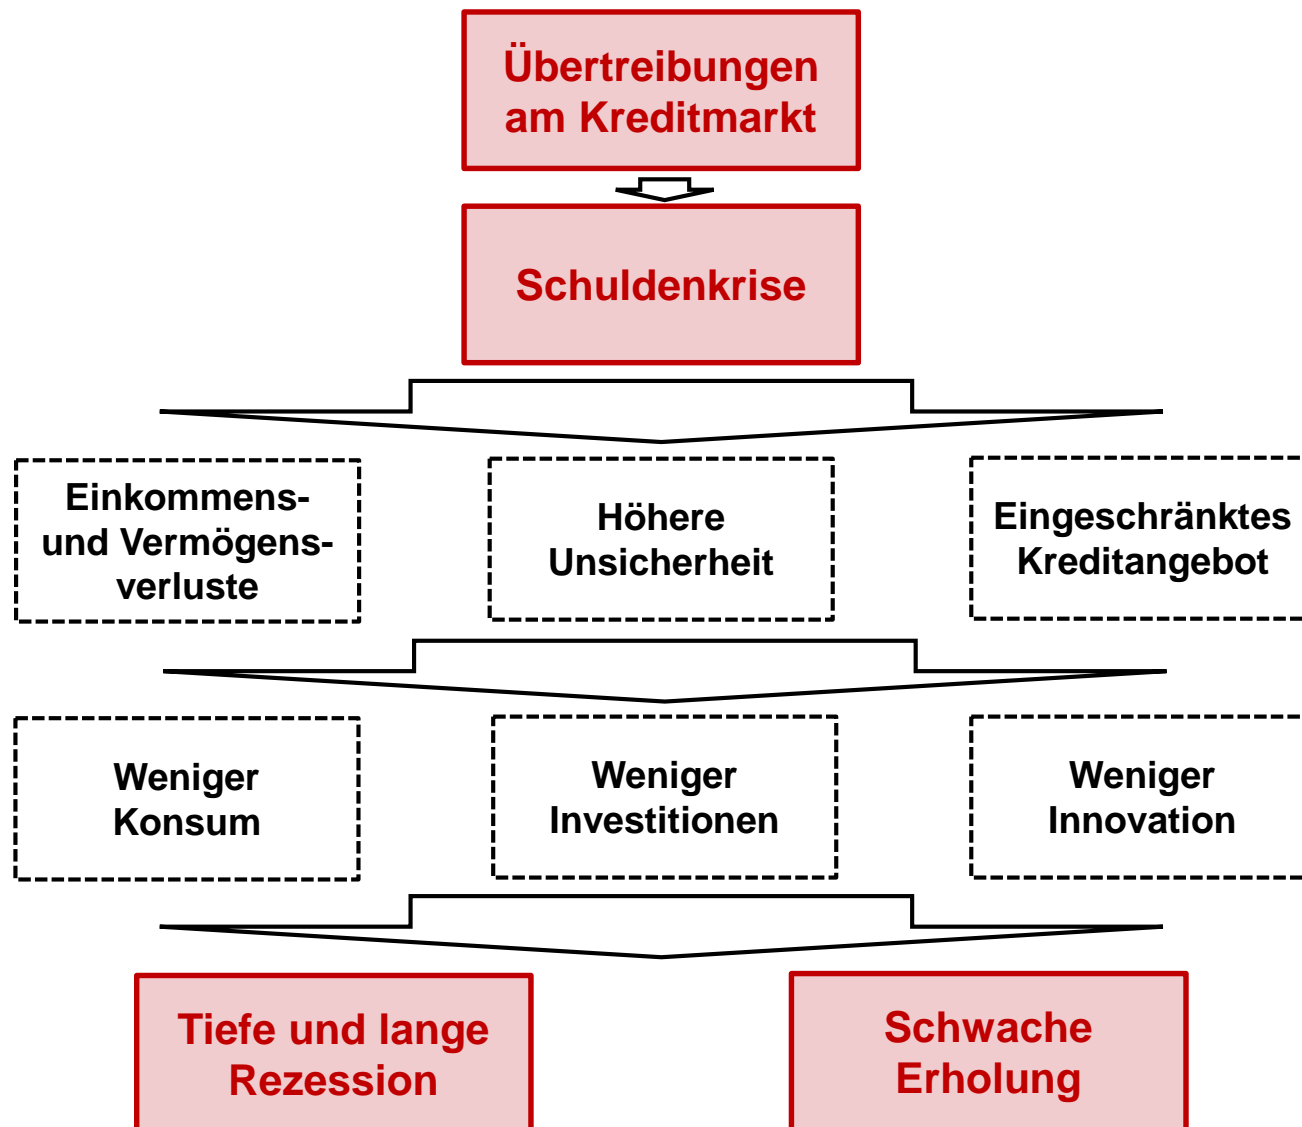 Übertreibungen
am Kreditmarkt
Schuldenkrise
Einkommens-
und Vermögens-
verluste
Höhere
Unsicherheit
Eingeschränktes
Kreditangebot
Weniger
Konsum
Weniger
Investitionen
Weniger
Innovation
Tiefe und lange
Rezession
Schwache
Erholung